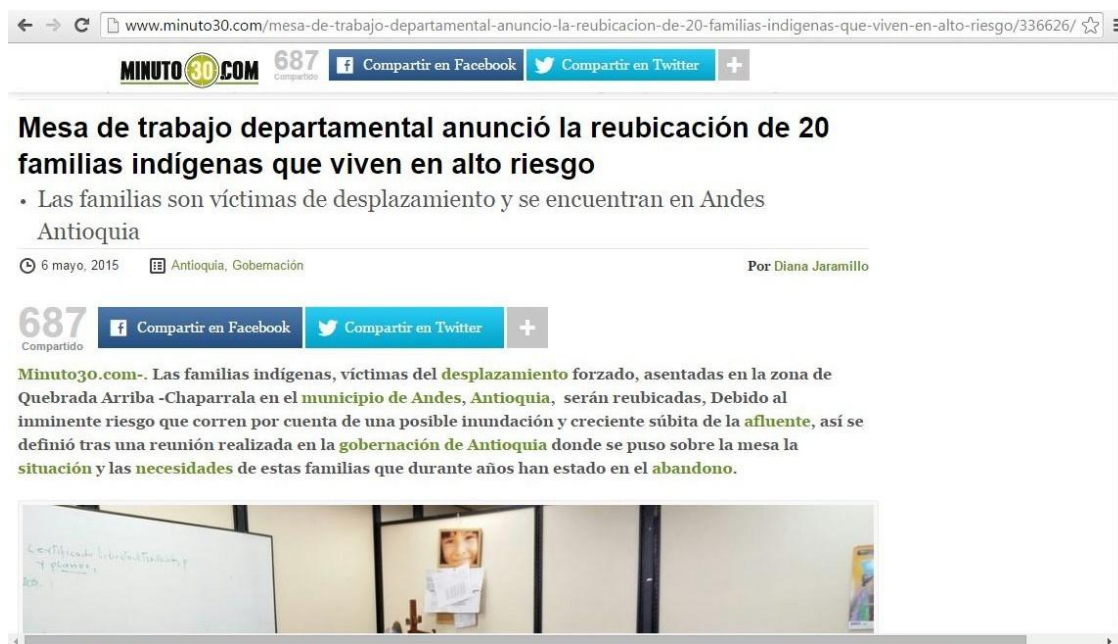 www.minuto30.com/mesa-de-trabajo-departamental-anuncio-la-reubicacion-de-20-familias-indigenas-que-viven-en-alto-riesgo/336626/
MINUTO30.COM 687 Compartido Compartir en Facebook Compartir en Twitter +
Mesa de trabajo departamental anunció la reubicación de 20
familias indígenas que viven en alto riesgo
• Las familias son víctimas de desplazamiento y se encuentran en Andes
Antioquia
6 mayo, 2015 Antioquia, Gobernación Por Diana Jaramillo
687 Compartido Compartir en Facebook Compartir en Twitter +
Minuto30.com-. Las familias indígenas, víctimas del desplazamiento forzado, asentadas en la zona de
Quebrada Arriba -Chaparrala en el municipio de Andes, Antioquia, serán reubicadas, Debido al
inminente riesgo que corren por cuenta de una posible inundación y creciente súbita de la afluente, así se
definió tras una reunión realizada en la gobernación de Antioquia donde se puso sobre la mesa la
situación y las necesidades de estas familias que durante años han estado en el abandono.
Certificado
y planos,